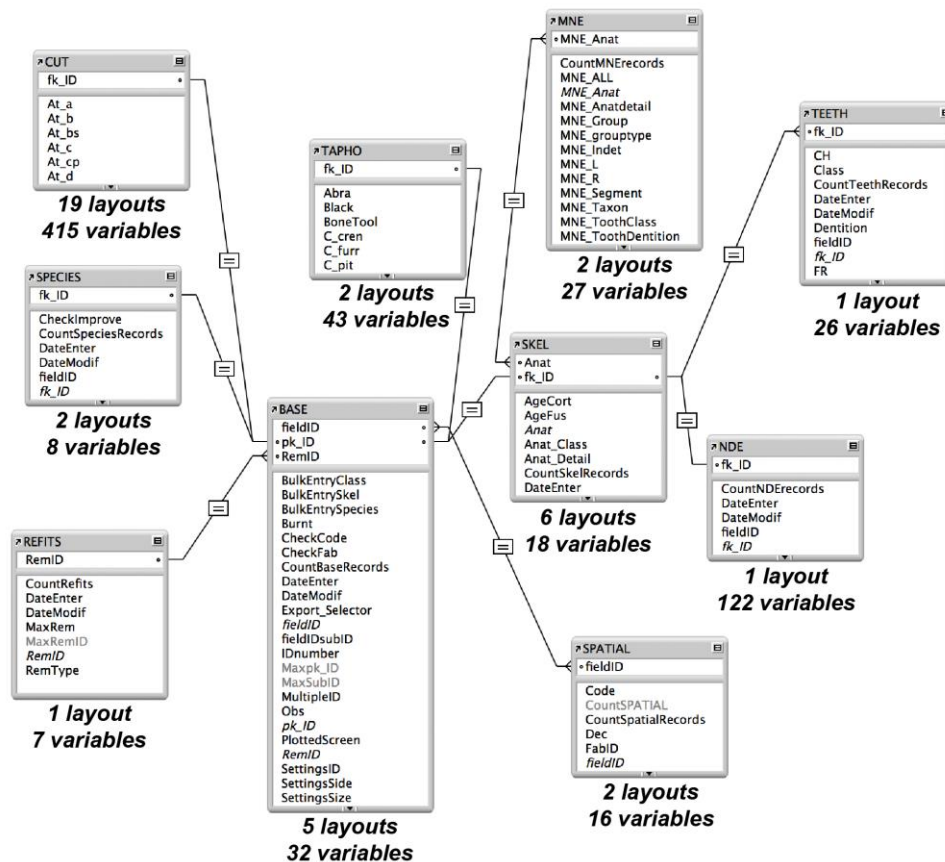 CUT
fk_ID
At_a
At_b
At_bs
At_c
At_cp
At_d
19 layouts
415 variables
SPECIES
fk_ID
CheckImprove
CountSpeciesRecords
DateEnter
DateModif
fieldID
fk_ID
2 layouts
8 variables
REFITS
RemID
CountRefits
DateEnter
DateModif
MaxRem
MaxRemID
RemID
RemType
1 layout
7 variables
TAPHO
fk_ID
Abra
Black
BoneTool
C_cren
C_furr
C_pit
2 layouts
43 variables
BASE
fieldID
pk_ID
RemID
BulkEntryClass
BulkEntrySkel
BulkEntrySpecies
Burnt
CheckCode
CheckFab
CountBaseRecords
DateEnter
DateModif
Export_Selector
fieldID
fieldIDsubID
IDnumber
Maxpk_ID
MaxSubID
MultipleID
Obs
pk_ID
PlottedScreen
RemID
SettingsID
SettingsSide
SettingsSize
5 layouts
32 variables
MNE
MNE_Anat
CountMNErecords
MNE_ALL
MNE_Anat
MNE_Anatdetail
MNE_Group
MNE_grouptype
MNE_Indet
MNE_L
MNE_R
MNE_Segment
MNE_Taxon
MNE_ToothClass
MNE_ToothDentition
2 layouts
27 variables
SKEL
Anat
fk_ID
AgeCort
AgeFus
Anat
Anat_Class
Anat_Detail
CountSkelRecords
DateEnter
6 layouts
18 variables
SPATIAL
fieldID
Code
CountSPATIAL
CountSpatialRecords
Dec
FabID
fieldID
2 layouts
16 variables
TEETH
fk_ID
CH
Class
CountTeethRecords
DateEnter
DateModif
Dentition
fieldID
fk_ID
FR
1 layout
26 variables
NDE
fk_ID
CountNDErecords
DateEnter
DateModif
fieldID
fk_ID
1 layout
122 variables